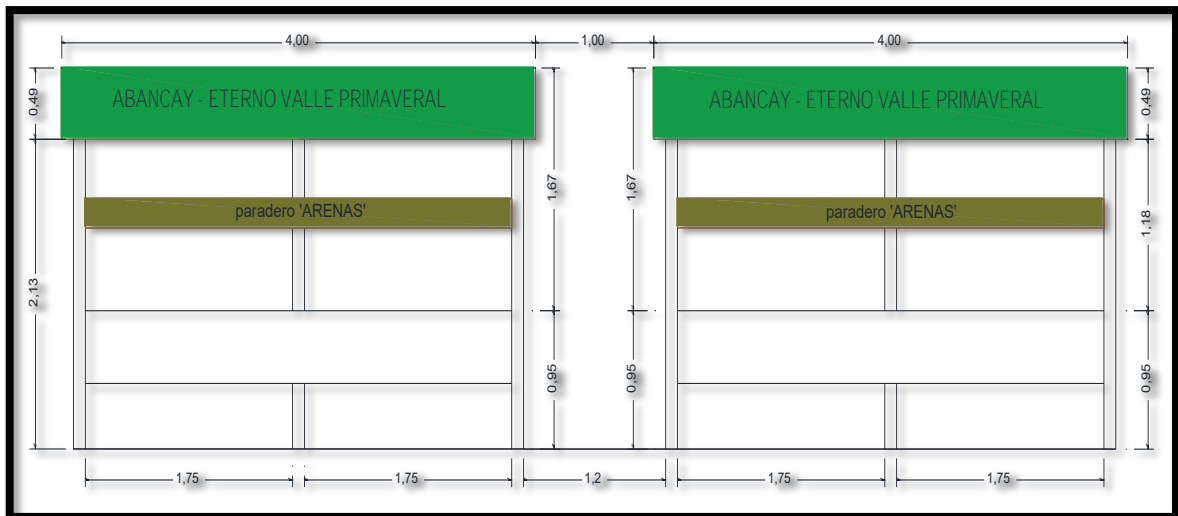 4,00 1,00 4,00
ABANCAY - ETERNO VALLE PRIMAVERAL
ABANCAY - ETERNO VALLE PRIMAVERAL
0,49
0,49
1,67
1,67
1,18
paradero 'ARENAS'
paradero 'ARENAS'
2,13
0,95
0,95
0,95
1,75 1,75 1,2 1,75 1,75